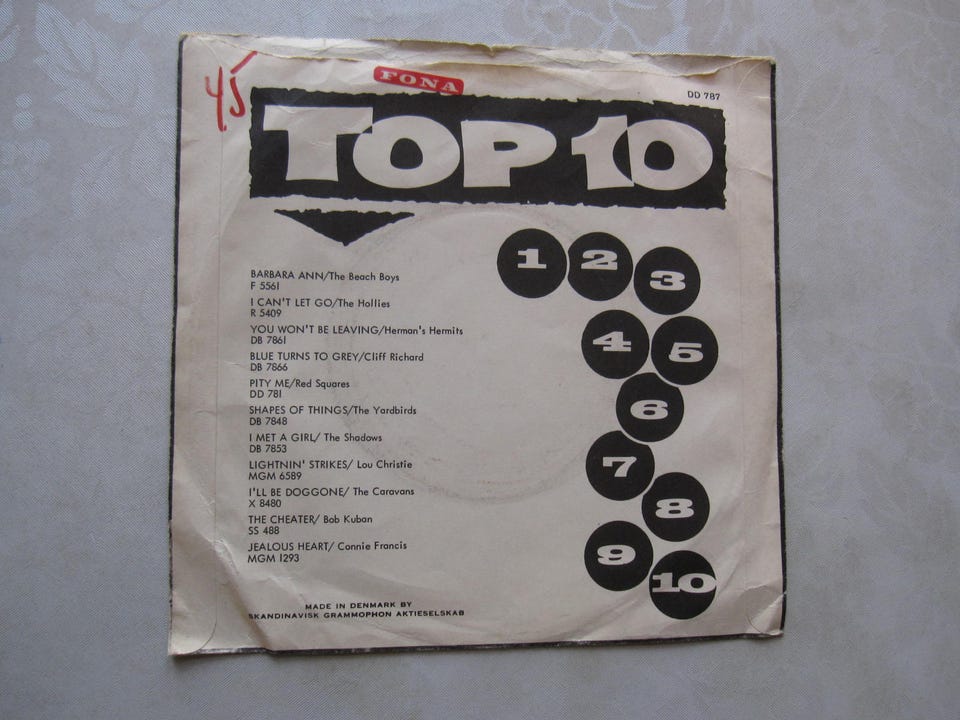 45
FONA
DD 787
TOP 10
1 2 3
BARBARA ANN/The Beach Boys
F 5561
I CAN'T LET GO/The Hollies
R 5409
YOU WON'T BE LEAVING/Herman's Hermits
DB 7861
4 5
BLUE TURNS TO GREY/Cliff Richard
DB 7866
PITY ME/Red Squares
DD 781
6
SHAPES OF THINGS/The Yardbirds
DB 7848
I MET A GIRL/ The Shadows
DB 7853
7
LIGHTNIN' STRIKES/ Lou Christie
MGM 6589
I'LL BE DOGGONE/ The Caravans
X 8480
8
THE CHEATER/ Bob Kuban
SS 488
JEALOUS HEART/ Connie Francis
MGM 1293
9
10
MADE IN DENMARK BY
SKANDINAVISK GRAMMOPHON AKTIESELSKAB